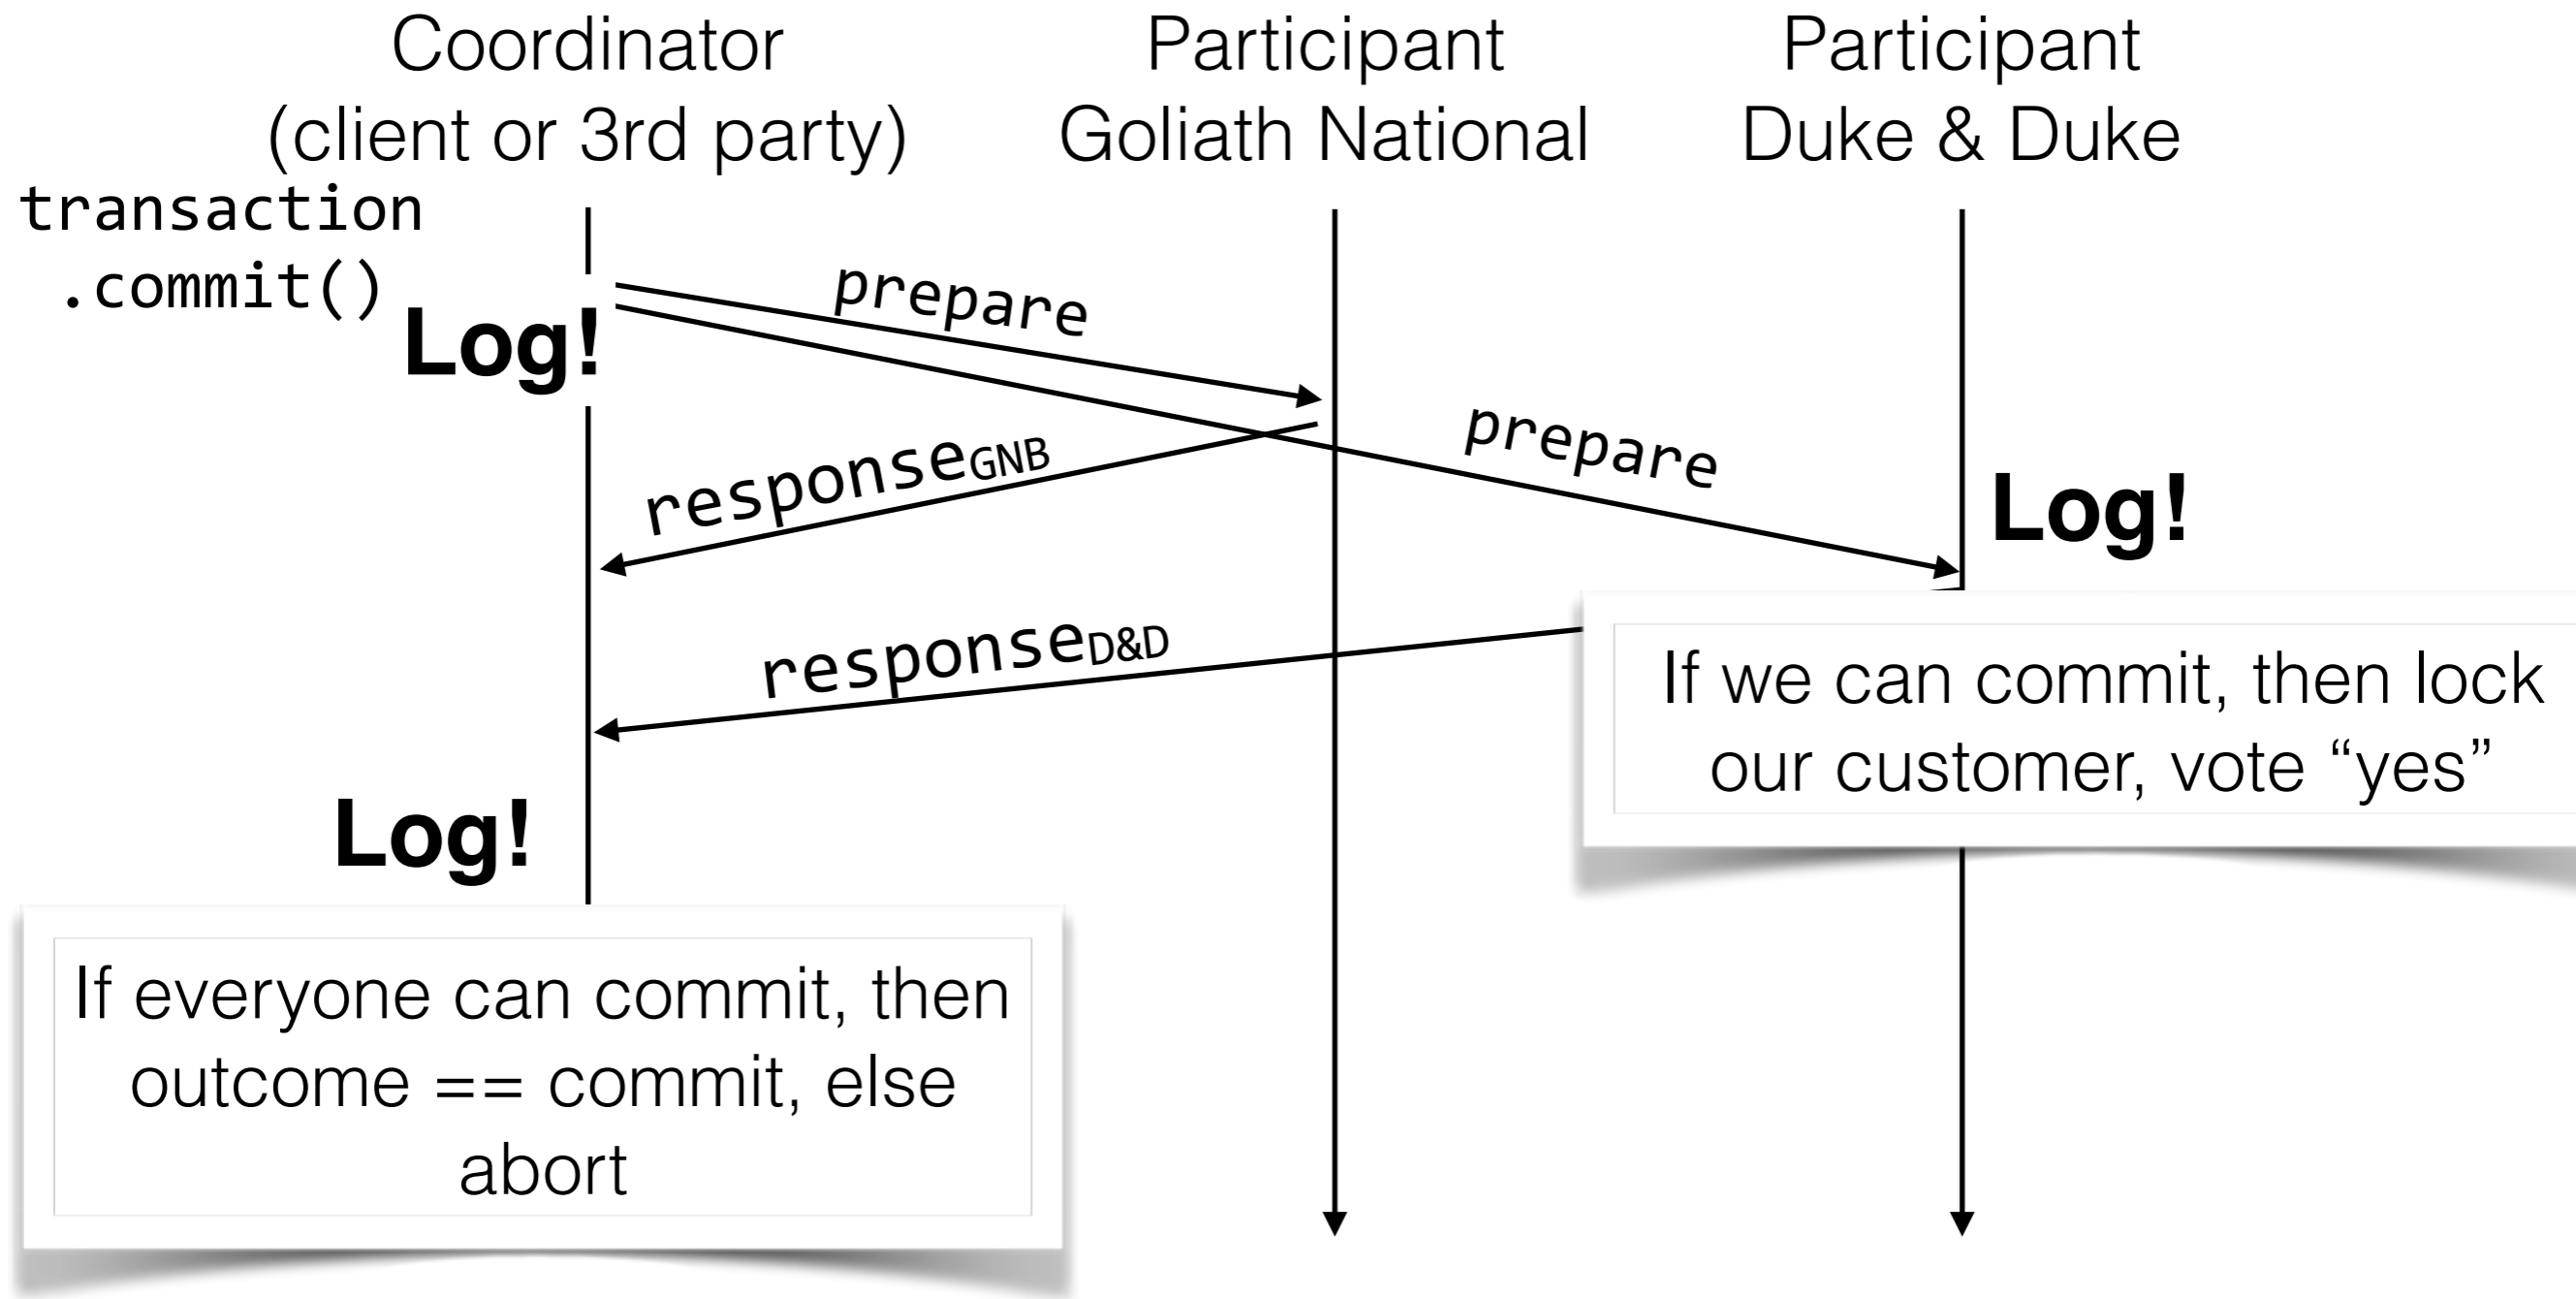 Coordinator
(client or 3rd party)
Participant
Goliath National
Participant
Duke & Duke
transaction
.commit()
Log!
prepare
prepare
responseGNB
Log!
responseD&D
If we can commit, then lock
our customer, vote “yes”
Log!
If everyone can commit, then
outcome == commit, else
abort